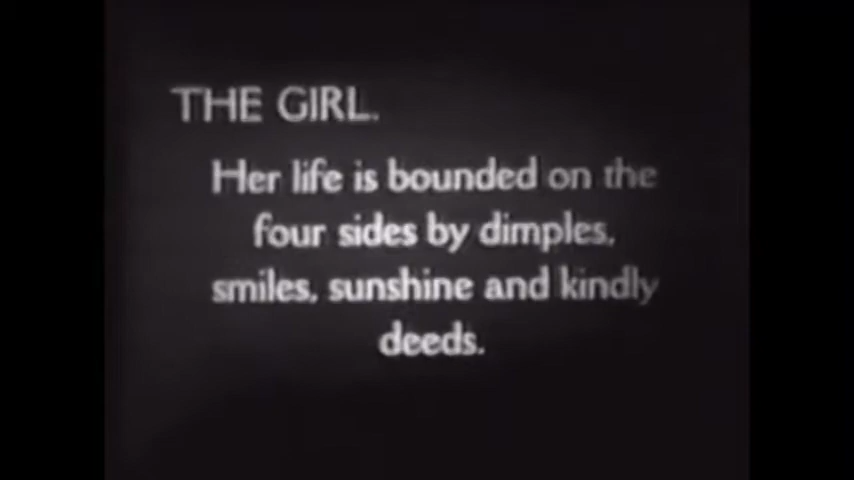 THE GIRL.
Her life is bounded on the
four sides by dimples,
smiles, sunshine and kindly
deeds.